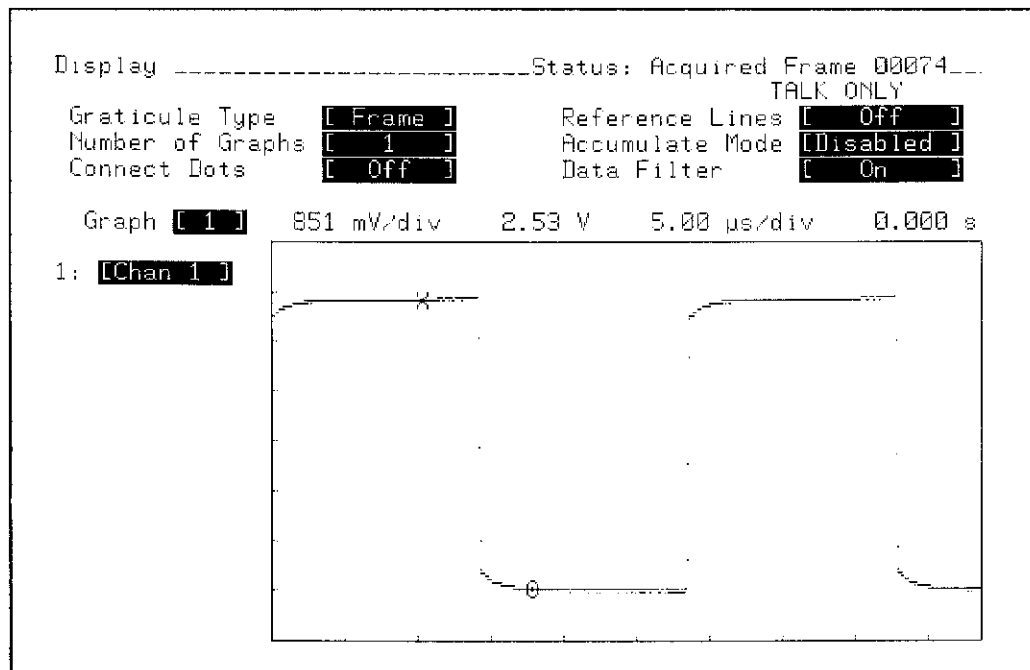 Display ________________________Status: Acquired Frame 00074___
TALK ONLY
Graticule Type [ Frame ] Reference Lines [ Off ]
Number of Graphs [ 1 ] Accumulate Mode [Disabled ]
Connect Dots [ Off ] Data Filter [ On ]
Graph [ 1 ] 851 mV/div 2.53 V 5.00 µs/div 0.000 s
1: [Chan 1 ]